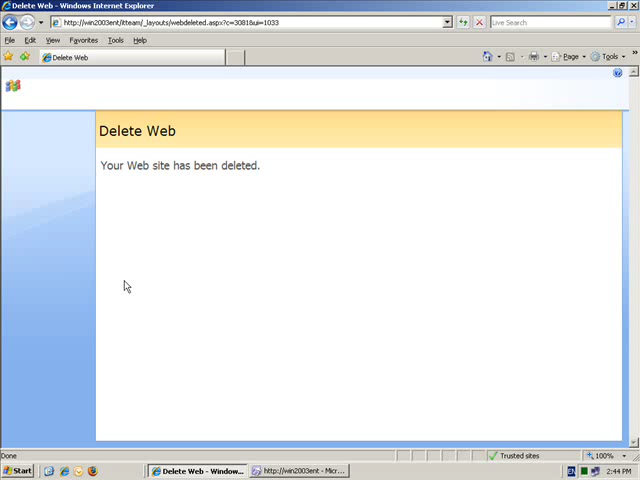 Delete Web - Windows Internet Explorer
http://win2003ent/itteam/_layouts/webdeleted.aspx?c=3081&ui=1033
Live Search
File Edit View Favorites Tools Help
Delete Web
Page Tools
Delete Web
Your Web site has been deleted.
Done
Trusted sites
100%
Start
Delete Web - Window...
http://win2003ent - Micr...
EN
2:44 PM